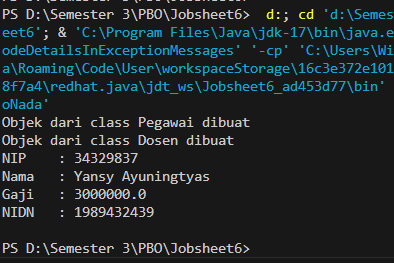 PS D:\Semester 3\PBO\Jobsheet6>  d:; cd 'd:\Semes
eet6'; & 'C:\Program Files\Java\jdk-17\bin\java.e
odeDetailsInExceptionMessages' '-cp' 'C:\Users\Wi
a\Roaming\Code\User\workspaceStorage\16c3e372e101
8f7a4\redhat.java\jdt_ws\Jobsheet6_ad453d77\bin'
oNada'
Objek dari class Pegawai dibuat
Objek dari class Dosen dibuat
NIP    : 34329837
Nama   : Yansy Ayuningtyas
Gaji   : 3000000.0
NIDN   : 1989432439
PS D:\Semester 3\PBO\Jobsheet6>